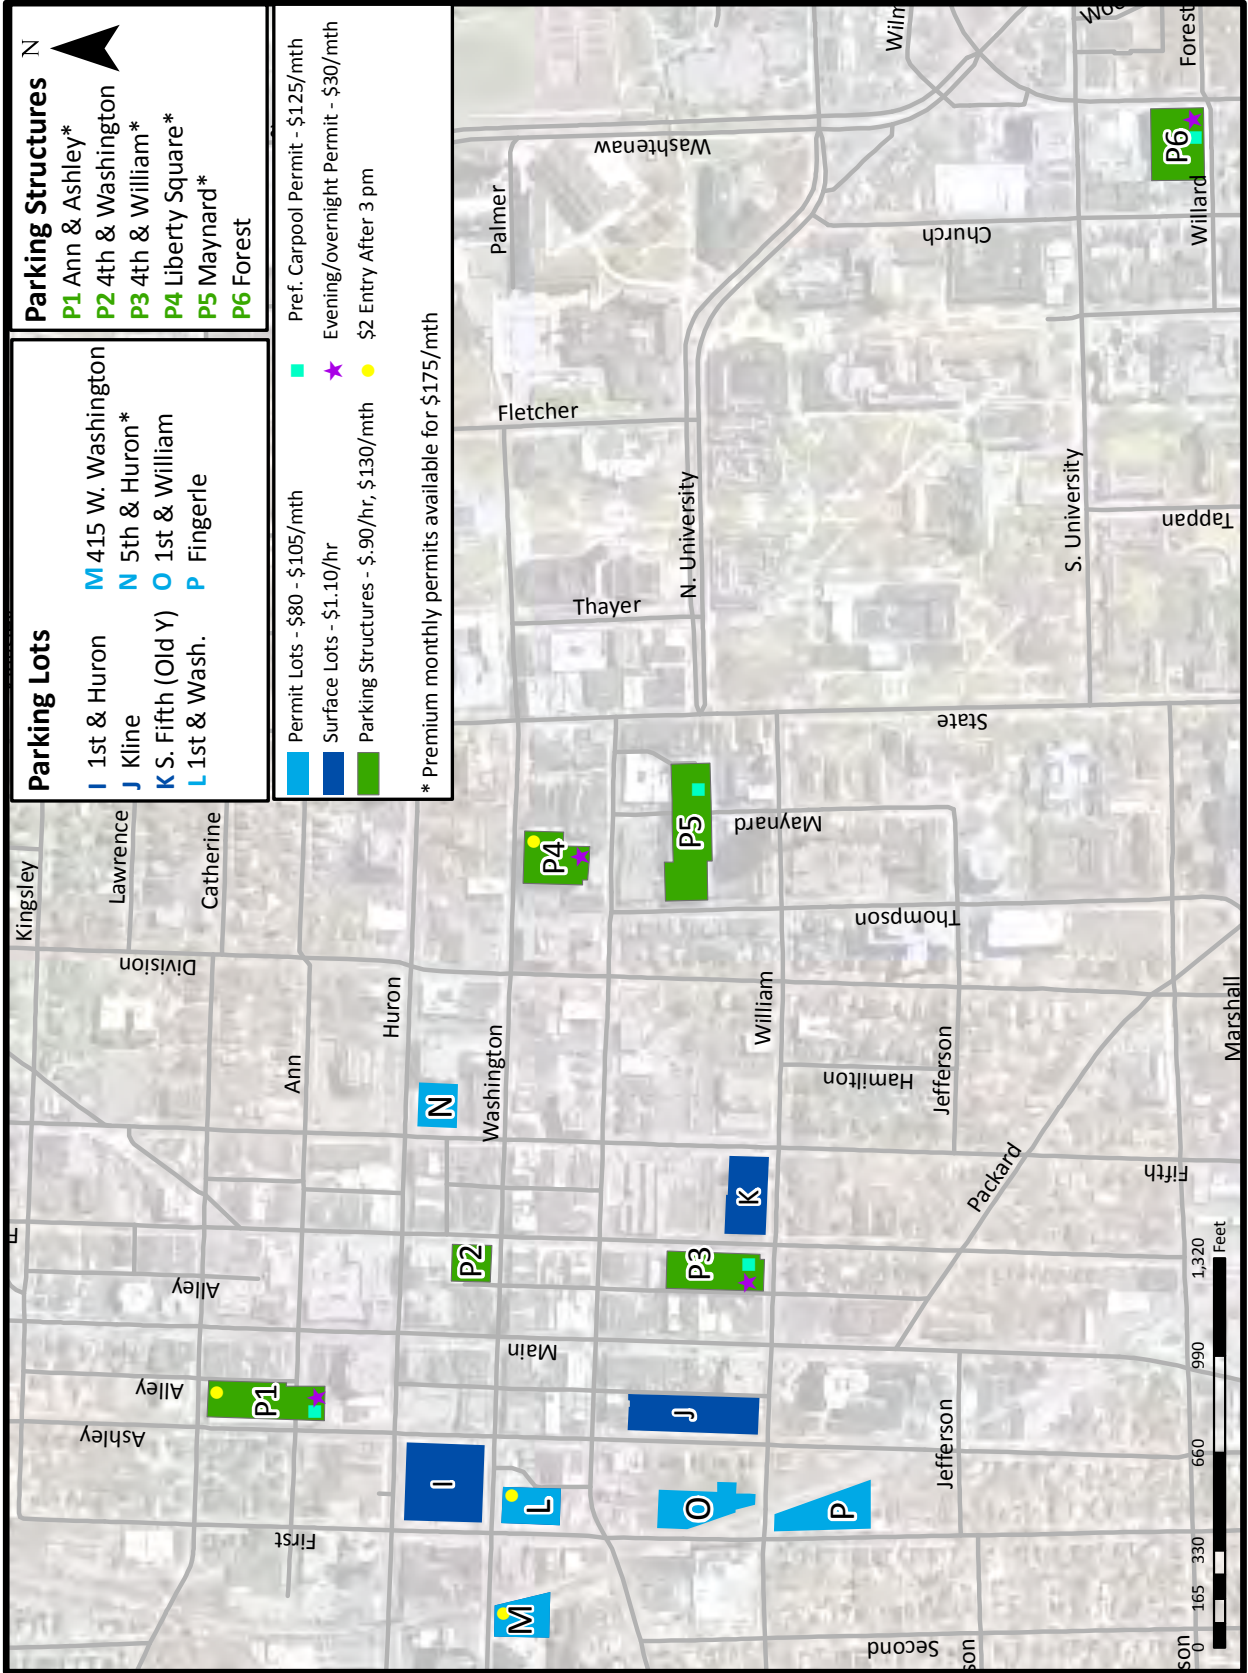 Parking Structures
N
P1 Ann & Ashley*
P2 4th & Washington
P3 4th & William*
P4 Liberty Square*
P5 Maynard*
P6 Forest
Parking Lots
I 1st & Huron
J Kline
K S. Fifth (Old Y)
L 1st & Wash.
M 415 W. Washington
N 5th & Huron*
O 1st & William
P Fingerle
Permit Lots - $80 - $105/mth
Surface Lots - $1.10/hr
Parking Structures - $.90/hr, $130/mth
Pref. Carpool Permit - $125/mth
Evening/overnight Permit - $30/mth
$2 Entry After 3 pm
* Premium monthly permits available for $175/mth
Kingsley
Lawrence
Catherine
Division
Ann
Huron
Washington
William
Hamilton
Jefferson
Packard
Fifth
Marshall
Thompson
Maynard
State
Thayer
N. University
S. University
Tappan
Fletcher
Palmer
Washtenaw
Church
Willard
Forest
Wilm
Woo
Alley
Alley
Ashley
Main
First
Second
Jefferson
son
son
F
P1
P2
P3
P4
P5
P6
I
J
K
L
M
N
O
P
0 165 330 660 990 1,320
Feet